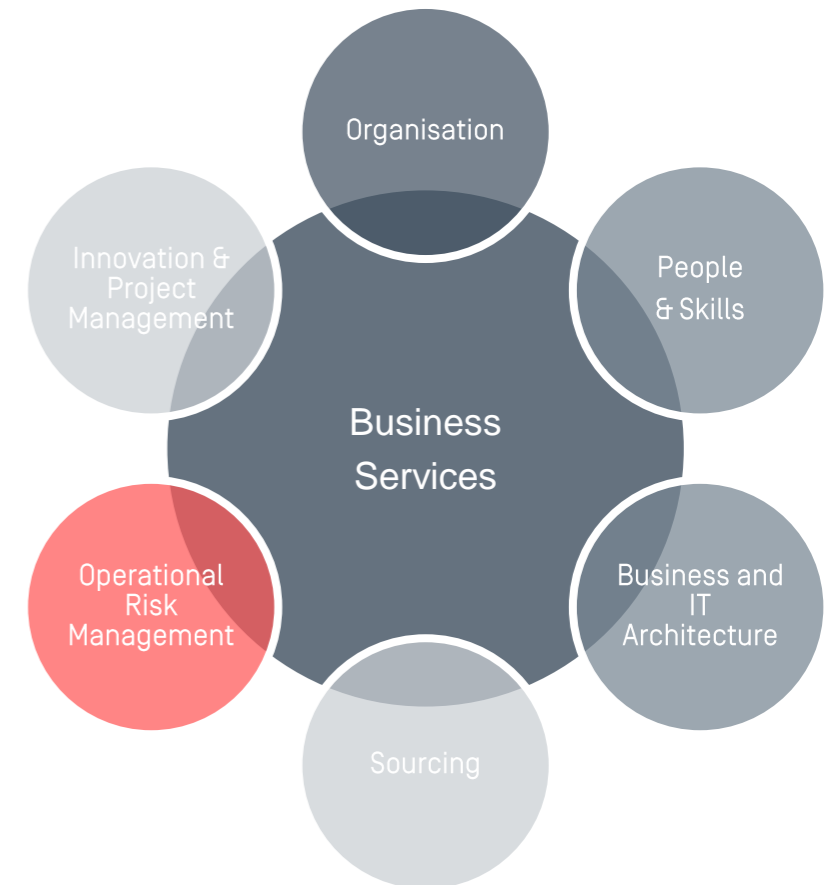 Organisation
Innovation &
Project
Management
People
& Skills
Business
Services
Operational
Risk
Management
Business and
IT
Architecture
Sourcing